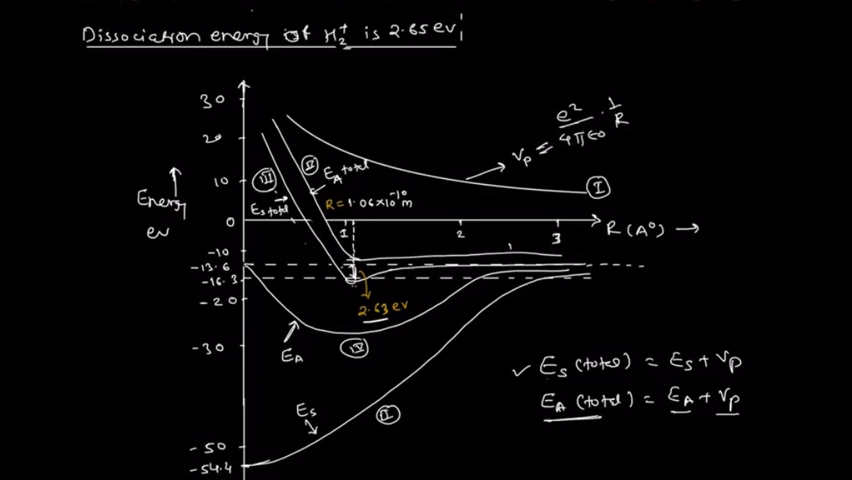 Dissociation energy of H₂⁺ is 2.65 eV
30
20
10
0
-10
-13.6
-16.3
-20
-30
-50
-54.4
Energy
eV
Vp = e²/4πε0 · 1/R
I
II
EA total
III
Es total
R = 1.06×10⁻¹⁰ m
1
2
3
R (A°) →
2.63 eV
EA
IV
Es
II
✓ Es (total) = Es + Vp
EA (total) = EA + Vp